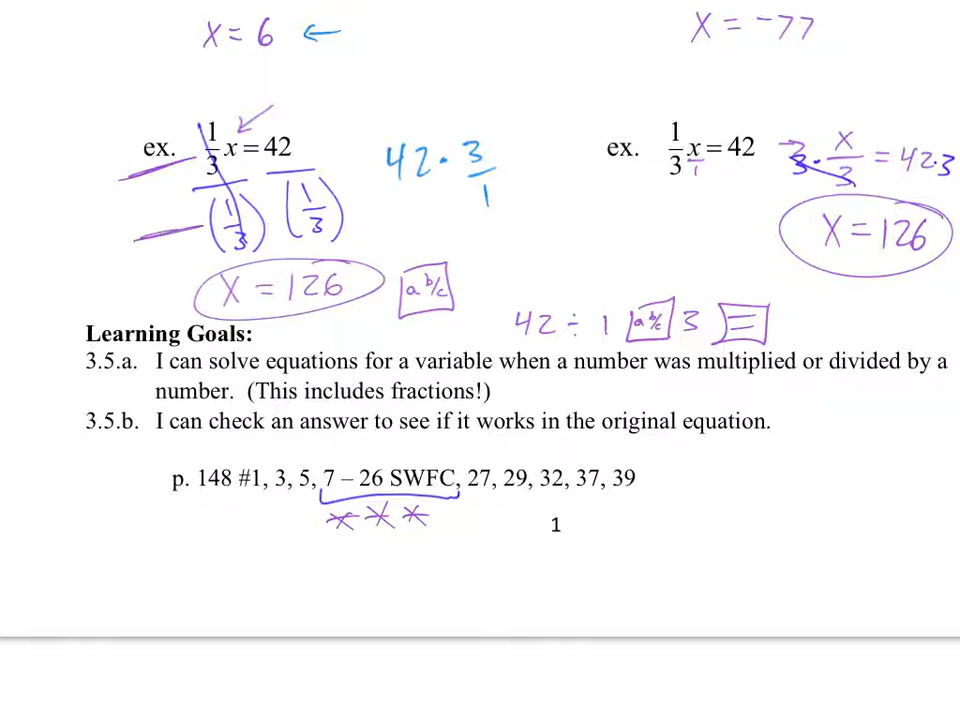 x = 6 ←
x = -77
ex. 1/3 x = 42
(1/3) (1/3)
42 · 3/1
x = 126
a b/c
ex. 1/3 x/1 = 42
3 · x/3 = 42·3
x = 126
42 ÷ 1 a b/c 3 =
Learning Goals:
3.5.a. I can solve equations for a variable when a number was multiplied or divided by a
number. (This includes fractions!)
3.5.b. I can check an answer to see if it works in the original equation.
p. 148 #1, 3, 5, 7 – 26 SWFC, 27, 29, 32, 37, 39
***
1